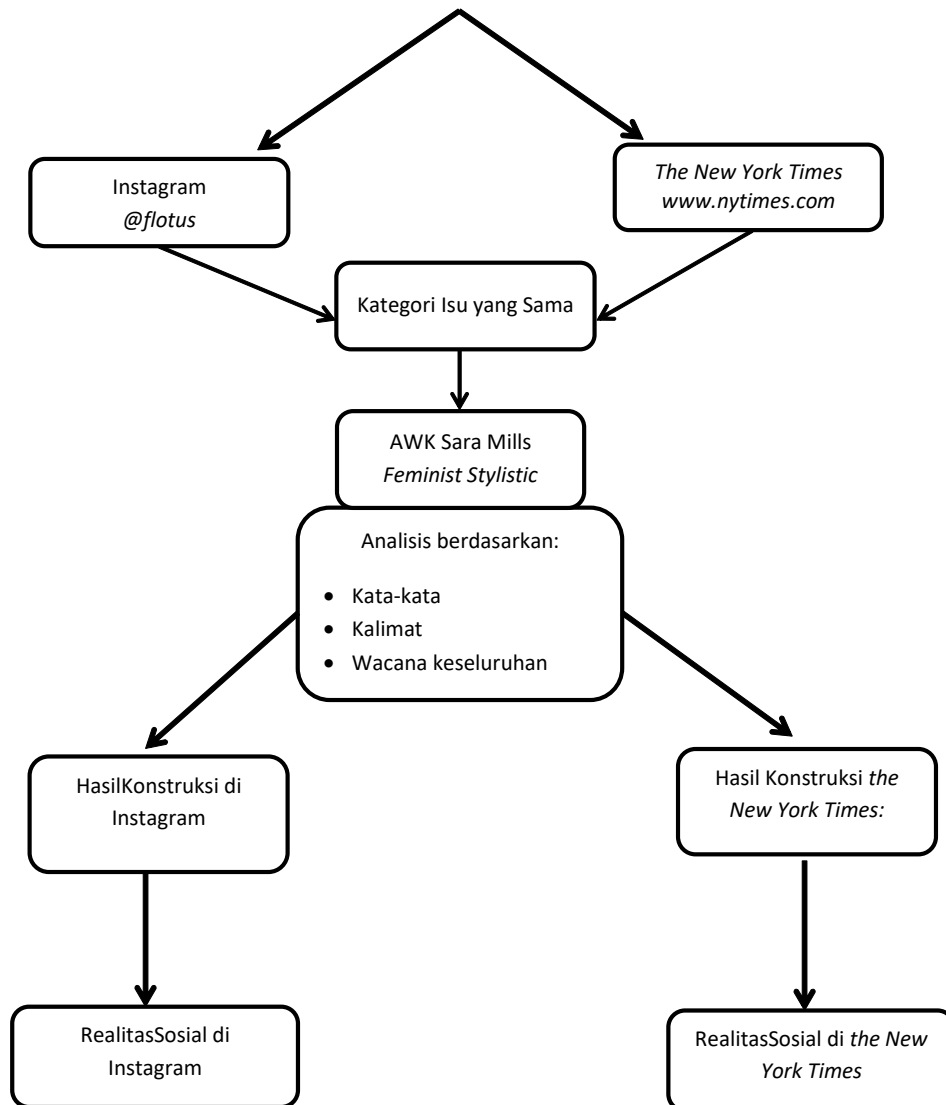 Instagram
@flotus
The New York Times
www.nytimes.com
Kategori Isu yang Sama
AWK Sara Mills
Feminist Stylistic
Analisis berdasarkan:
• Kata-kata
• Kalimat
• Wacana keseluruhan
HasilKonstruksi di
Instagram
Hasil Konstruksi the
New York Times:
RealitasSosial di
Instagram
RealitasSosial di the New
York Times